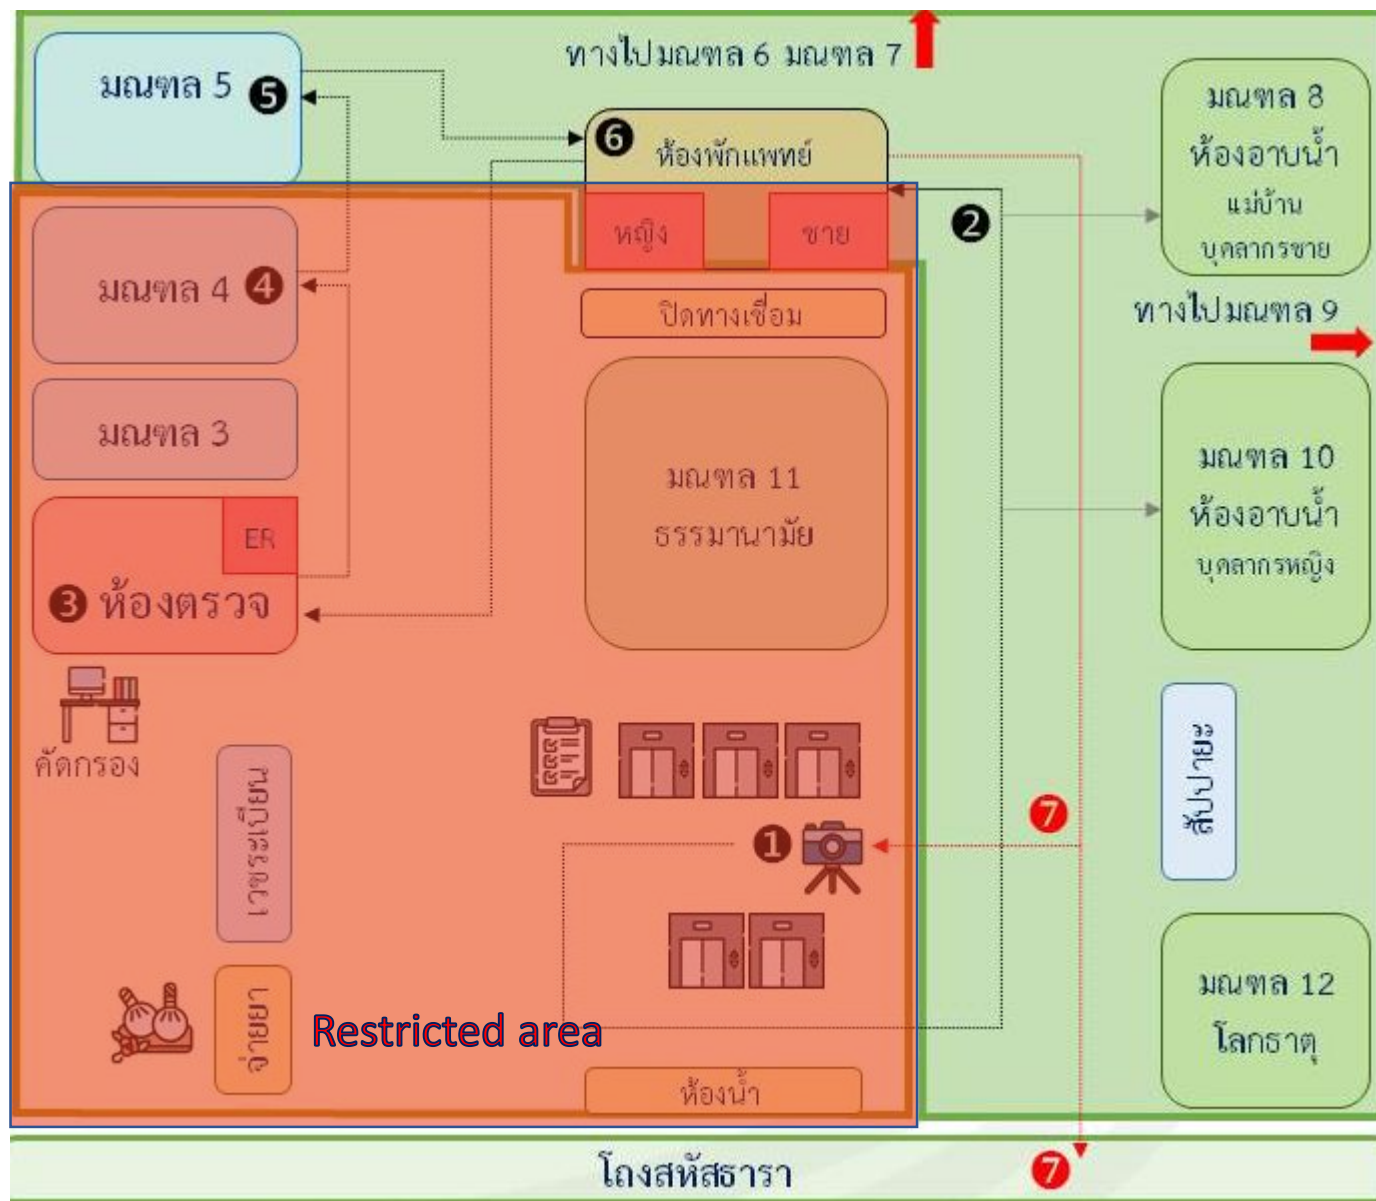 ทางไปมณฑล 6 มณฑล 7
มณฑล 5 ❺
❻ ห้องพักแพทย์
หญิง
ชาย
❷
มณฑล 8
ห้องอาบน้ำ
แม่บ้าน
บุคลากรชาย
ทางไปมณฑล 9
มณฑล 4 ❹
ปิดทางเชื่อม
มณฑล 3
มณฑล 11
ธรรมานามัย
มณฑล 10
ห้องอาบน้ำ
บุคลากรหญิง
ER
❸ ห้องตรวจ
คัดกรอง
เวชระเบียน
❶
❼
สัปปายะ
จ่ายยา
Restricted area
ห้องน้ำ
มณฑล 12
โลกธาตุ
โถงสหัสธารา
❼